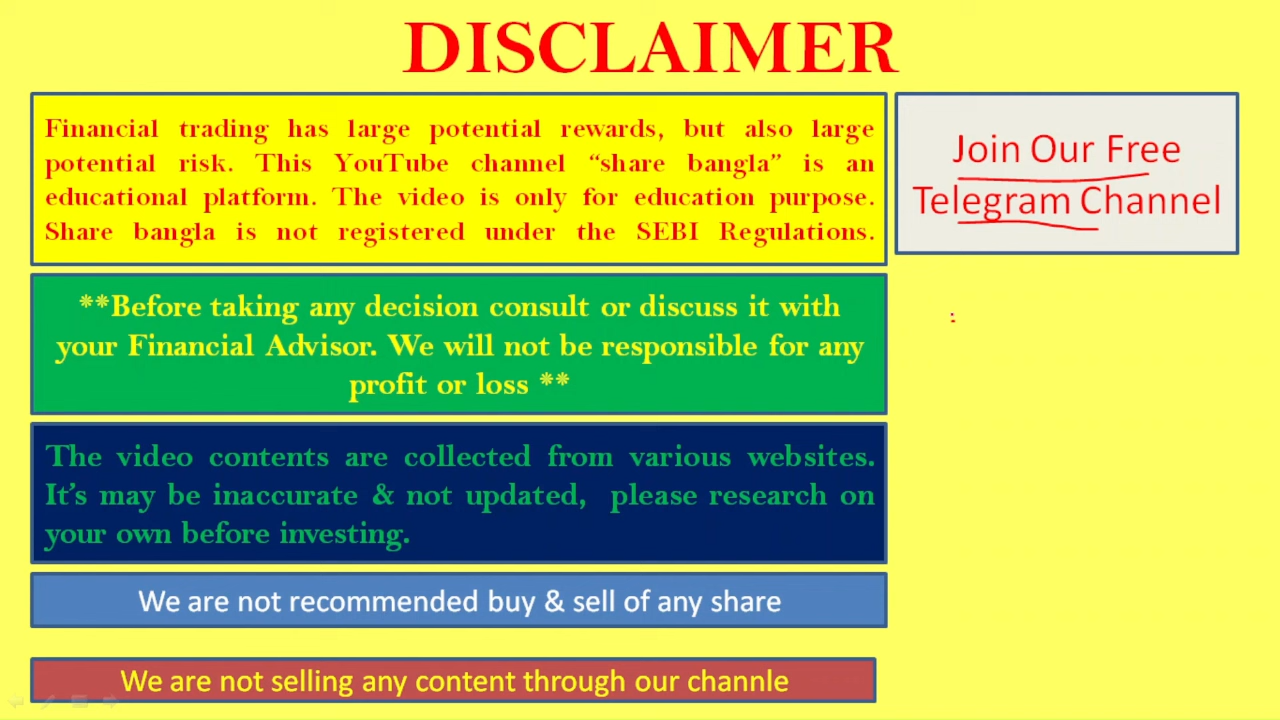 DISCLAIMER
Financial trading has large potential rewards, but also large
potential risk. This YouTube channel “share bangla” is an
educational platform. The video is only for education purpose.
Share bangla is not registered under the SEBI Regulations.
Join Our Free
Telegram Channel
**Before taking any decision consult or discuss it with
your Financial Advisor. We will not be responsible for any
profit or loss **
The video contents are collected from various websites.
It’s may be inaccurate & not updated, please research on
your own before investing.
We are not recommended buy & sell of any share
We are not selling any content through our channle